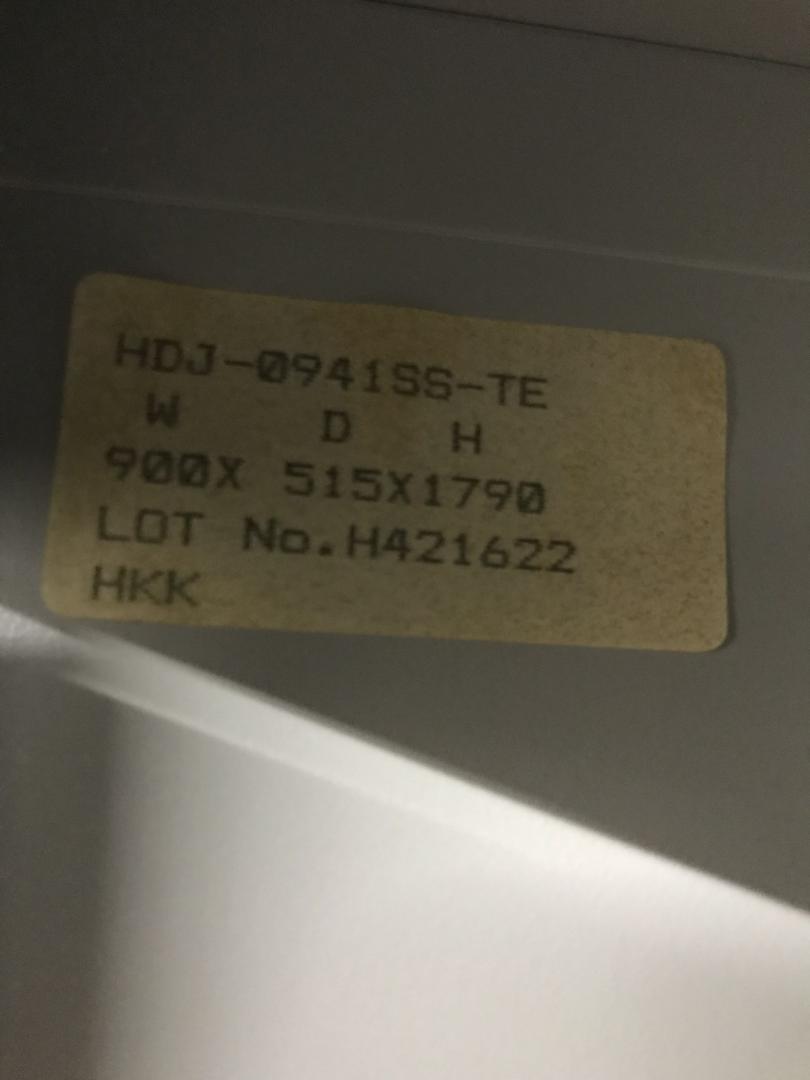 HDJ-0941SS-TE
W D H
900X 515X1790
LOT No.H421622
HKK